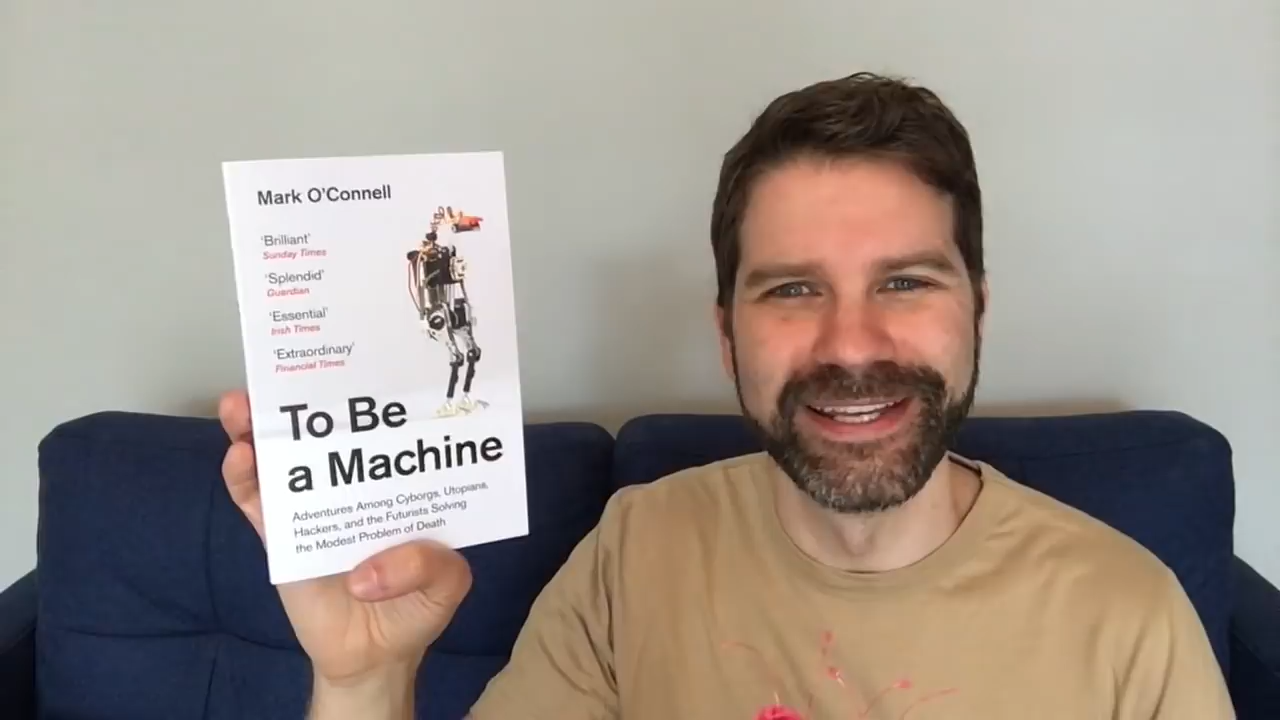 Mark O'Connell
'Brilliant'
Sunday Times
'Splendid'
Guardian
'Essential'
Irish Times
'Extraordinary'
Financial Times
To Be
a Machine
Adventures Among Cyborgs, Utopians,
Hackers, and the Futurists Solving
the Modest Problem of Death